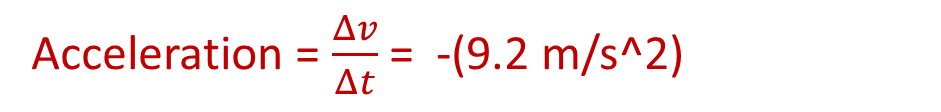 Acceleration = Δv/Δt = -(9.2 m/s^2)